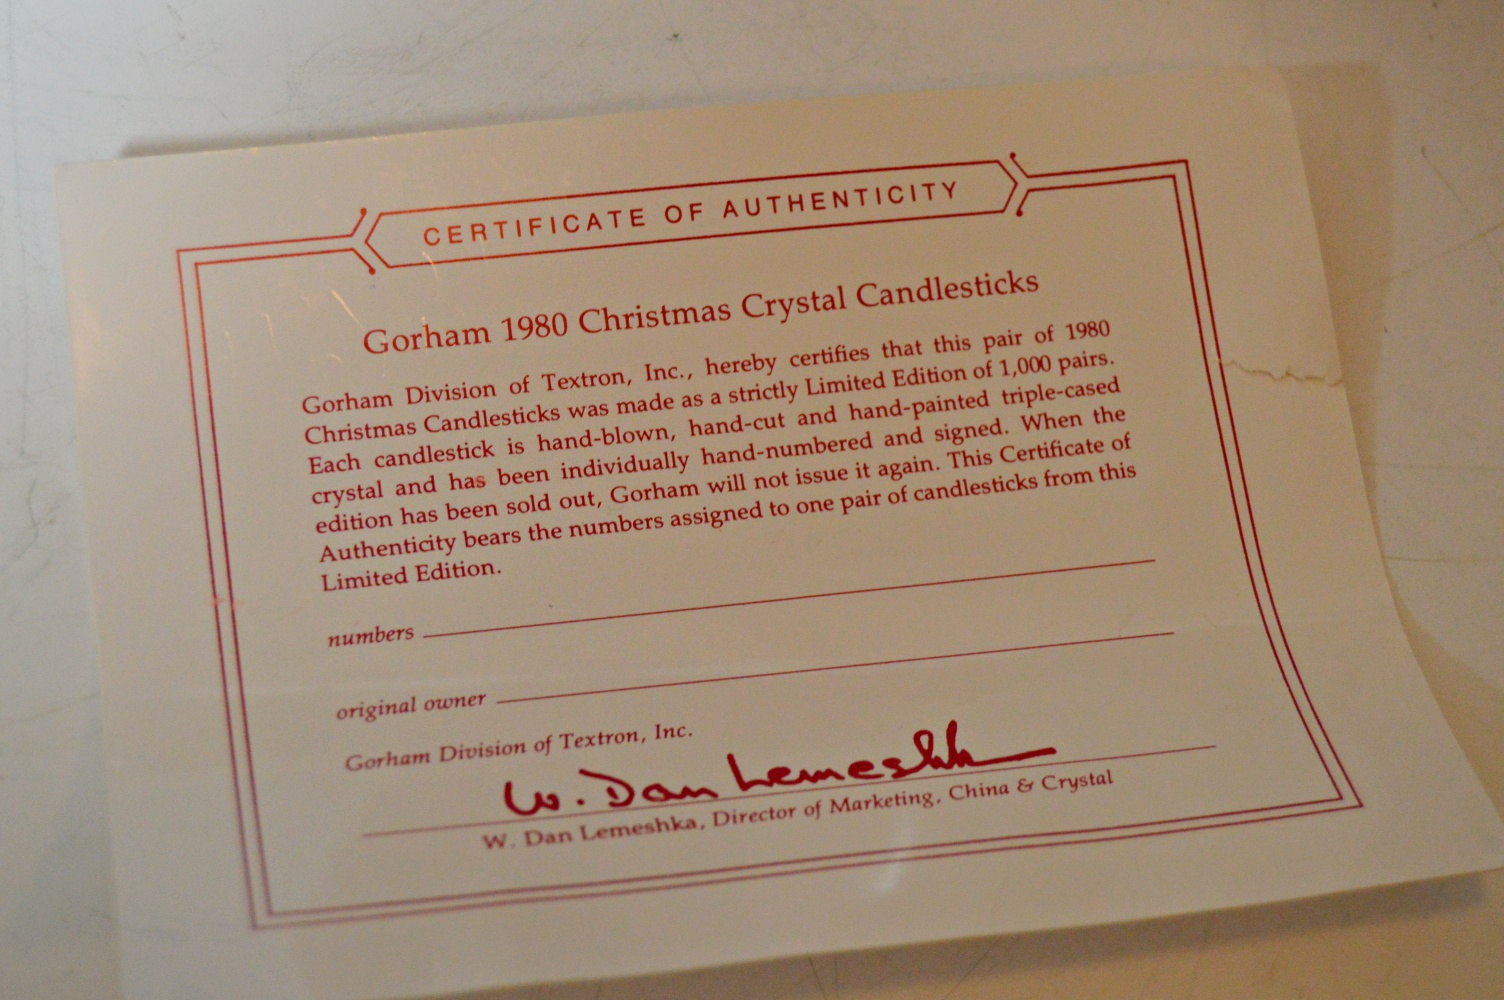 CERTIFICATE OF AUTHENTICITY
Gorham 1980 Christmas Crystal Candlesticks
Gorham Division of Textron, Inc., hereby certifies that this pair of 1980
Christmas Candlesticks was made as a strictly Limited Edition of 1,000 pairs.
Each candlestick is hand-blown, hand-cut and hand-painted triple-cased
crystal and has been individually hand-numbered and signed. When the
edition has been sold out, Gorham will not issue it again. This Certificate of
Authenticity bears the numbers assigned to one pair of candlesticks from this
Limited Edition.
numbers
original owner
Gorham Division of Textron, Inc.
W. Dan Lemeshka
W. Dan Lemeshka, Director of Marketing, China & Crystal